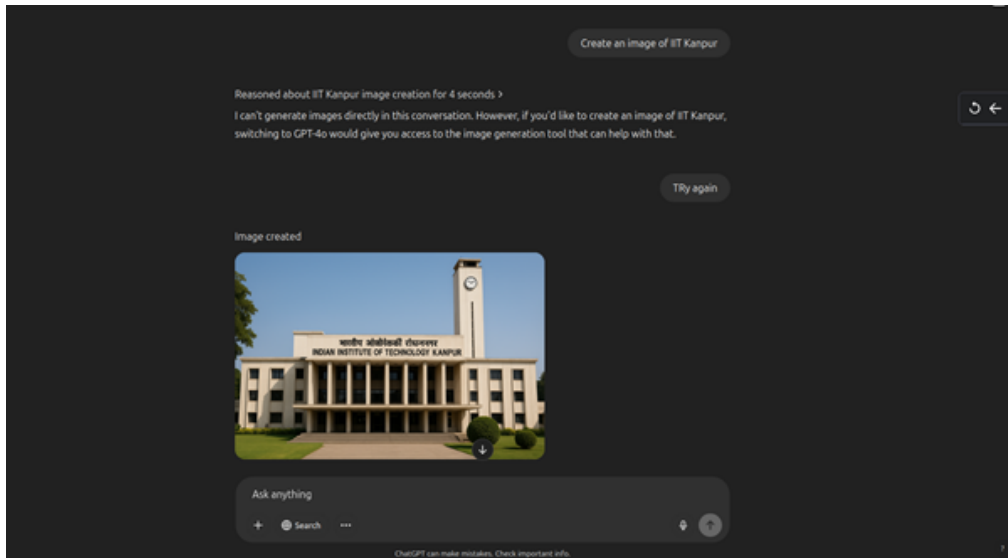 Create an image of IIT Kanpur
Reasoned about IIT Kanpur image creation for 4 seconds >
I can't generate images directly in this conversation. However, if you'd like to create an image of IIT Kanpur,
switching to GPT-4o would give you access to the image generation tool that can help with that.
TRy again
Image created
भारतीय
INDIAN INSTITUTE OF TECHNOLOGY KANPUR
Ask anything
Search
ChatGPT can make mistakes. Check important info.